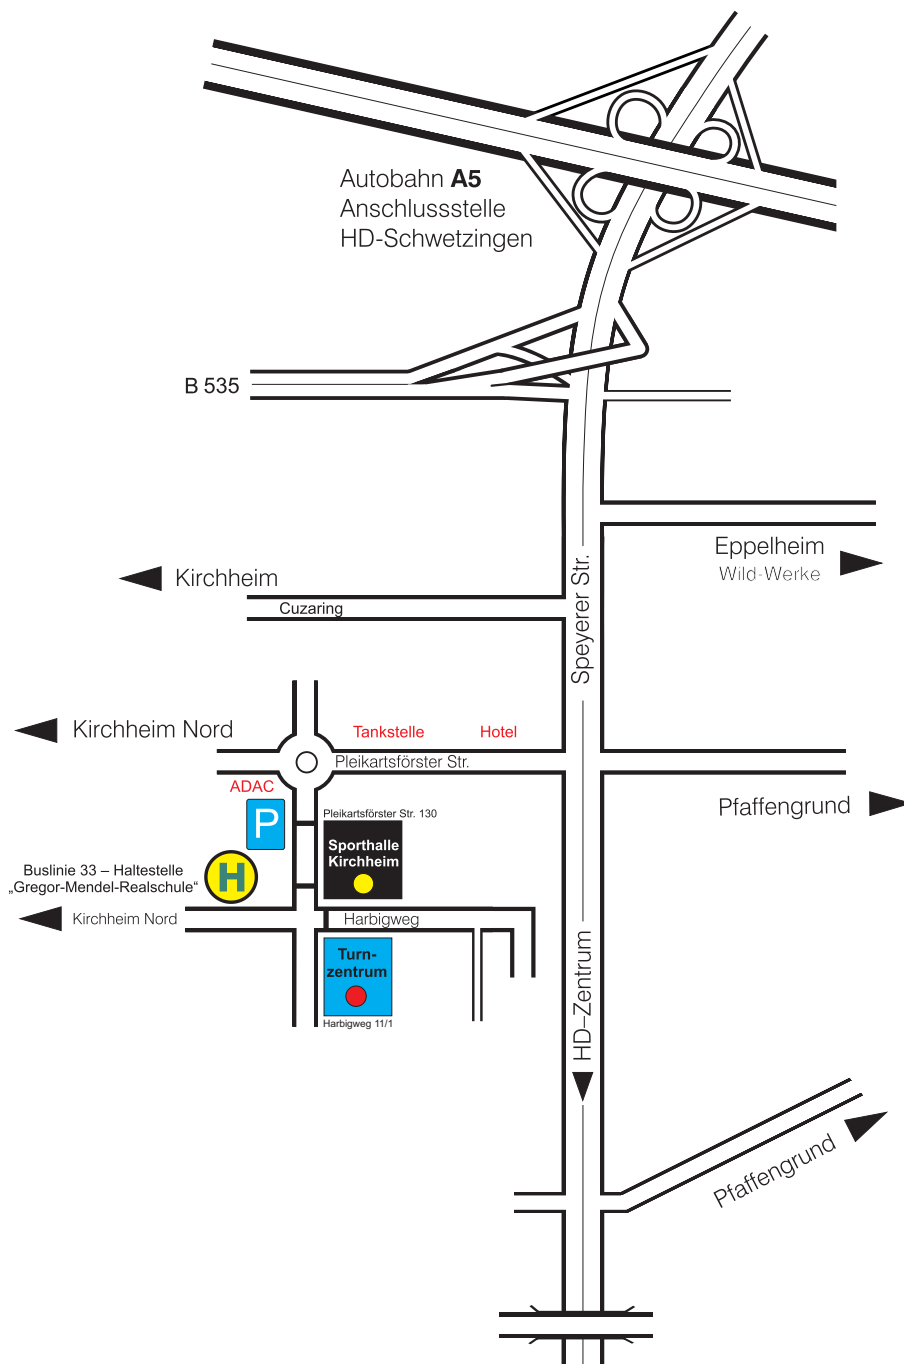 Autobahn A5
Anschlussstelle
HD-Schwetzingen
B 535
Eppelheim
Wild-Werke
Kirchheim
Cuzaring
Speyerer Str.
Kirchheim Nord
Tankstelle
Hotel
Pleikartsförster Str.
ADAC
P
Pfaffengrund
Pleikartsförster Str. 130
Sporthalle
Kirchheim
Buslinie 33 – Haltestelle
„Gregor-Mendel-Realschule“
H
Kirchheim Nord
Harbigweg
Turn-
zentrum
Harbigweg 11/1
HD–Zentrum
Pfaffengrund